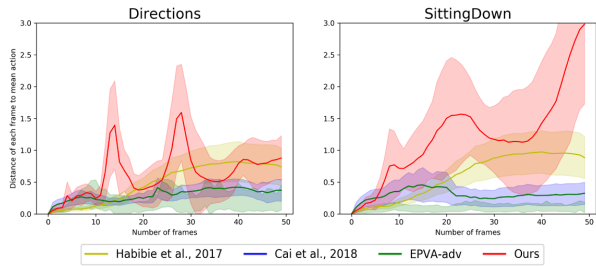 Directions
SittingDown
Distance of each frame to mean action
3.0
2.5
2.0
1.5
1.0
0.5
0.0
0
10
20
30
40
50
Number of frames
3.0
2.5
2.0
1.5
1.0
0.5
0.0
0
10
20
30
40
50
Number of frames
Habibie et al., 2017
Cai et al., 2018
EPVA-adv
Ours